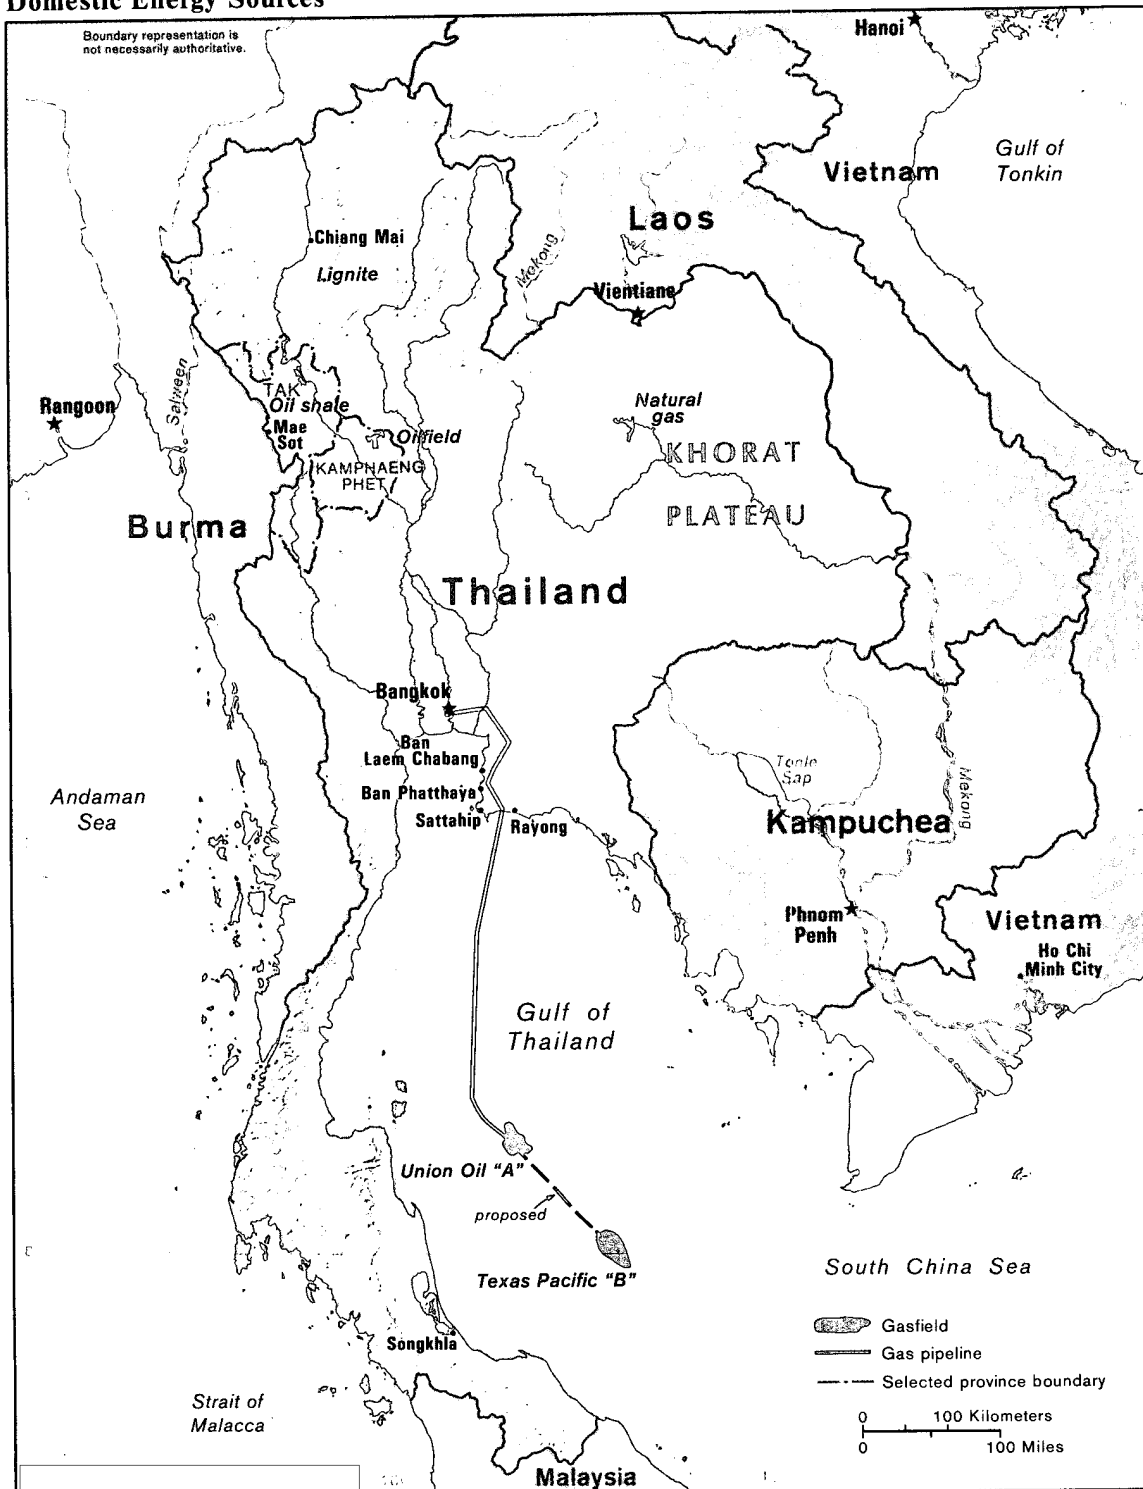 Domestic Energy Sources
Boundary representation is
not necessarily authoritative.
Hanoi
Gulf of
Tonkin
Vietnam
Laos
Chiang Mai
Lignite
Mekong
Vientiane
Salween
Rangoon
TAK
Oil shale
Mae
Sot
Oilfield
KAMPHAENG
PHET
Natural
gas
KHORAT
PLATEAU
Burma
Thailand
Bangkok
Ban
Laem Chabang
Ban Phatthaya
Sattahip
Rayong
Andaman
Sea
Tonle
Sap
Mekong
Kampuchea
Phnom
Penh
Vietnam
Ho Chi
Minh City
Gulf of
Thailand
Union Oil "A"
proposed
Texas Pacific "B"
South China Sea
Songkhla
Strait of
Malacca
Malaysia
Gasfield
Gas pipeline
Selected province boundary
0 100 Kilometers
0 100 Miles